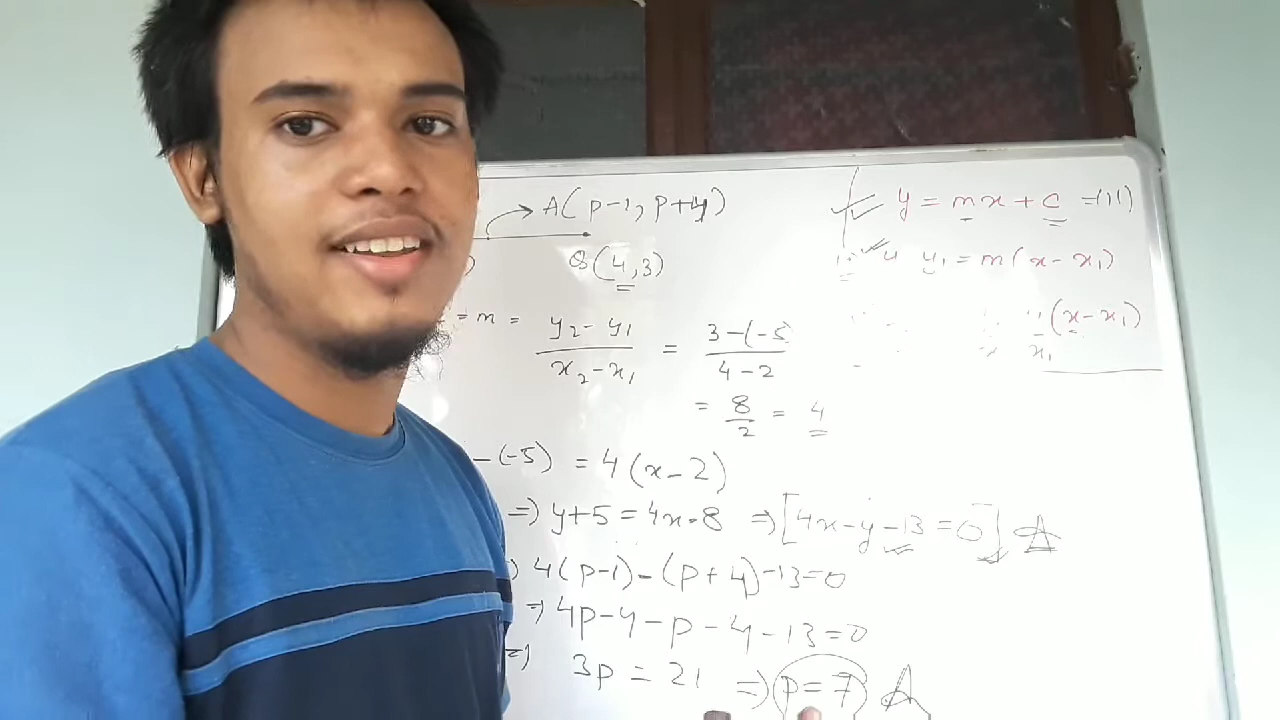 A(p-1, p+4)
Q(4,3)
= m = y₂-y₁/x₂-x₁ = 3-(-5)/4-2
= 8/2 = 4
-(-5) = 4(x-2)
=) y+5 = 4x-8 =) [4x-y-13=0] A
) 4(p-1)-(p+4)-13=0
=) 4p-4-p-4-13=0
=) 3p = 21 =) p=7 A
y = mx + c =(1)
y₁ = m(x-x₁)
(x-x₁)
x₁